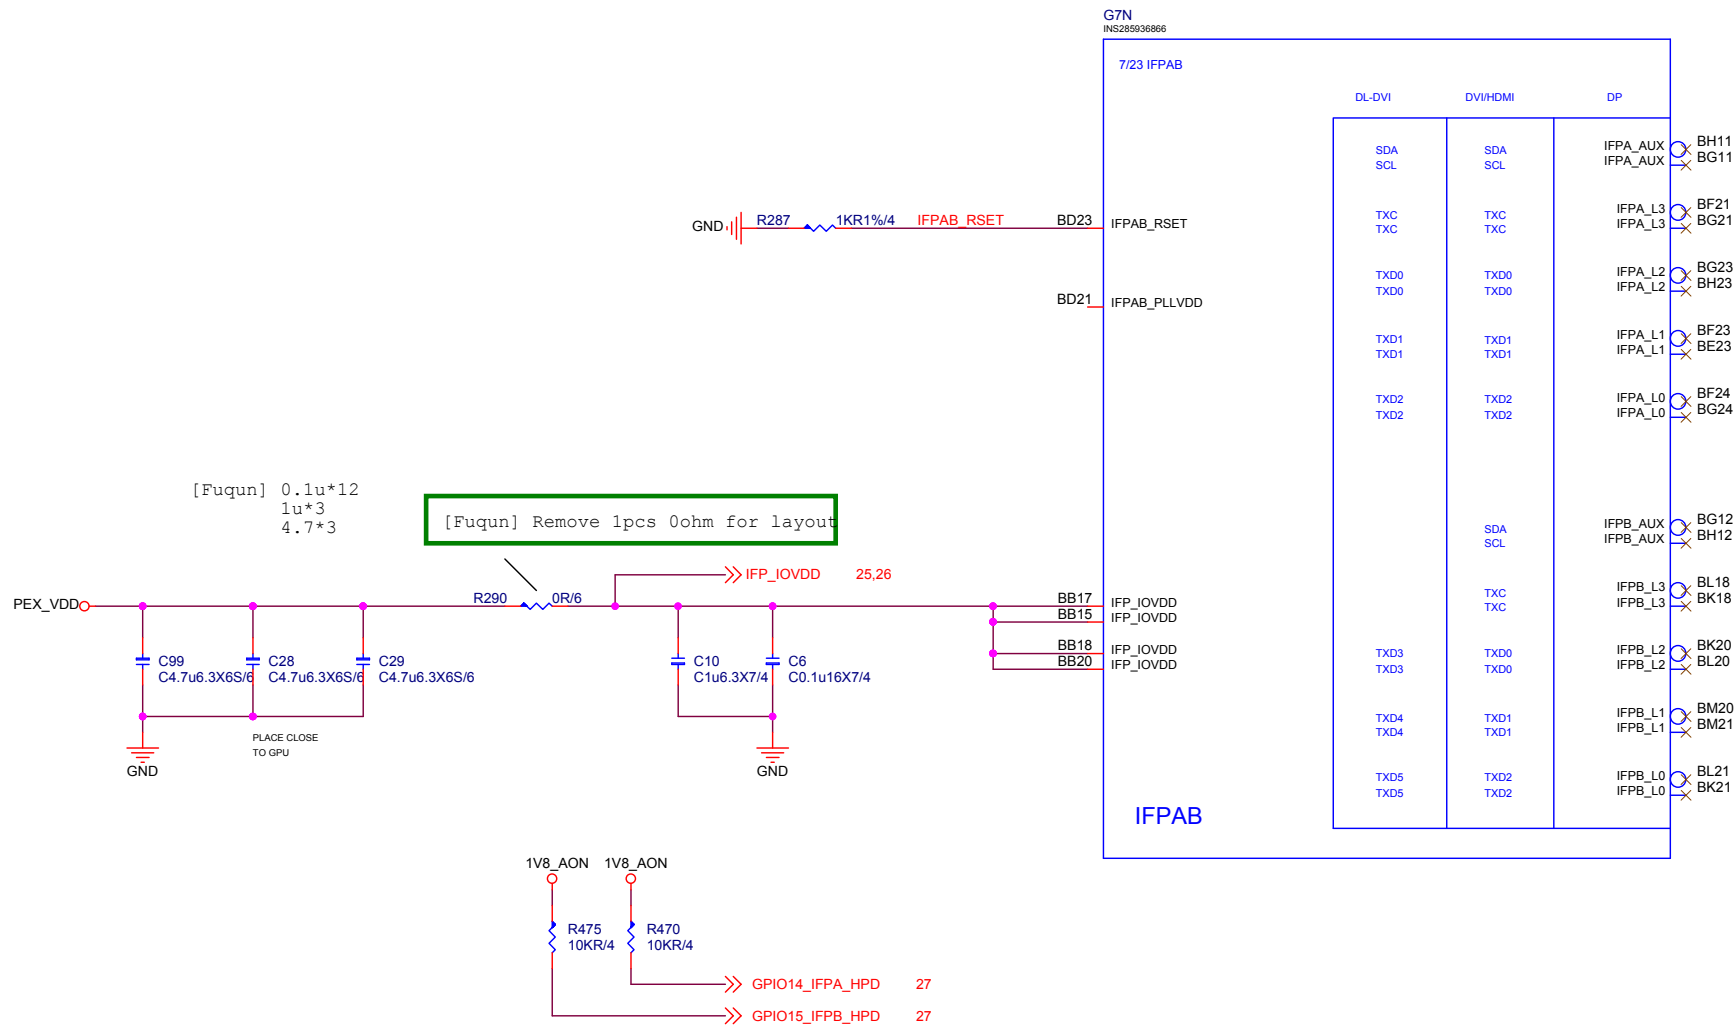 G7N
INS285936866
7/23 IFPAB
DL-DVI DVI/HDMI DP
SDA SDA IFPA_AUX BH11
SCL SCL IFPA_AUX BG11
TXC TXC IFPA_L3 BF21
TXC TXC IFPA_L3 BG21
GND R287 1KR1%/4 IFPAB_RSET BD23 IFPAB_RSET
TXD0 TXD0 IFPA_L2 BG23
TXD0 TXD0 IFPA_L2 BH23
BD21 IFPAB_PLLVDD
TXD1 TXD1 IFPA_L1 BF23
TXD1 TXD1 IFPA_L1 BE23
TXD2 TXD2 IFPA_L0 BF24
TXD2 TXD2 IFPA_L0 BG24
[Fuqun] 0.1u*12
1u*3
4.7*3
[Fuqun] Remove 1pcs 0ohm for layout
SDA IFPB_AUX BG12
SCL IFPB_AUX BH12
IFP_IOVDD 25,26
PEX_VDD R290 0R/6
BB17 IFP_IOVDD
BB15 IFP_IOVDD
BB18 IFP_IOVDD
BB20 IFP_IOVDD
TXC IFPB_L3 BL18
TXC IFPB_L3 BK18
C99 C28 C29 C10 C6
C4.7u6.3X6S/6 C4.7u6.3X6S/6 C4.7u6.3X6S/6 C1u6.3X7/4 C0.1u16X7/4
TXD3 TXD0 IFPB_L2 BK20
TXD3 TXD0 IFPB_L2 BL20
TXD4 TXD1 IFPB_L1 BM20
TXD4 TXD1 IFPB_L1 BM21
PLACE CLOSE
TO GPU
GND GND
TXD5 TXD2 IFPB_L0 BL21
TXD5 TXD2 IFPB_L0 BK21
IFPAB
1V8_AON 1V8_AON
R475 R470
10KR/4 10KR/4
GPIO14_IFPA_HPD 27
GPIO15_IFPB_HPD 27